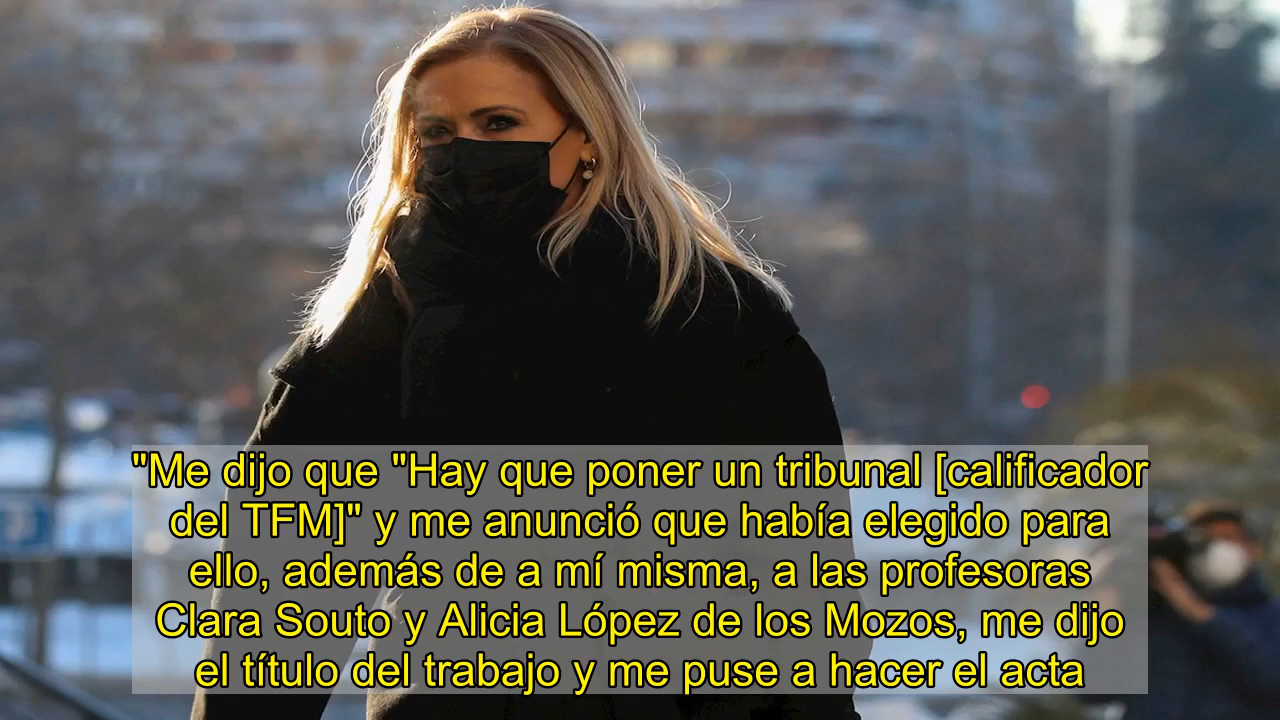 "Me dijo que "Hay que poner un tribunal [calificador
del TFM]" y me anunció que había elegido para
ello, además de a mí misma, a las profesoras
Clara Souto y Alicia López de los Mozos, me dijo
el título del trabajo y me puse a hacer el acta